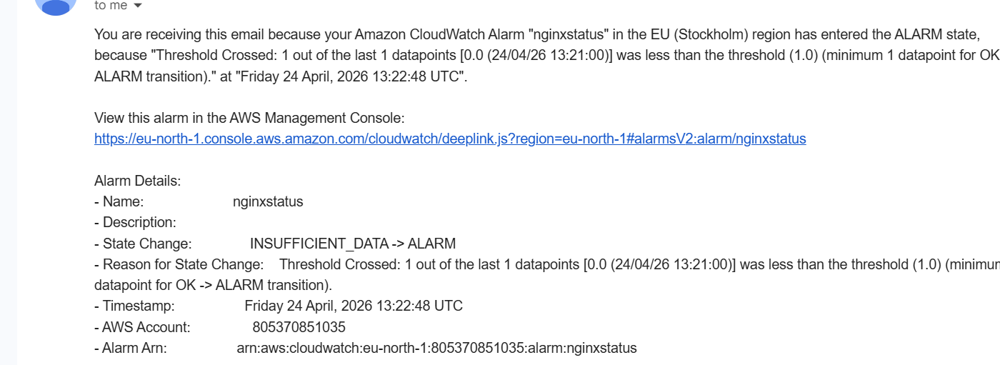 to me
You are receiving this email because your Amazon CloudWatch Alarm "nginxstatus" in the EU (Stockholm) region has entered the ALARM state,
because "Threshold Crossed: 1 out of the last 1 datapoints [0.0 (24/04/26 13:21:00)] was less than the threshold (1.0) (minimum 1 datapoint for OK
ALARM transition)." at "Friday 24 April, 2026 13:22:48 UTC".
View this alarm in the AWS Management Console:
https://eu-north-1.console.aws.amazon.com/cloudwatch/deeplink.js?region=eu-north-1#alarmsV2:alarm/nginxstatus
Alarm Details:
- Name: nginxstatus
- Description:
- State Change: INSUFFICIENT_DATA -> ALARM
- Reason for State Change: Threshold Crossed: 1 out of the last 1 datapoints [0.0 (24/04/26 13:21:00)] was less than the threshold (1.0) (minimum
datapoint for OK -> ALARM transition).
- Timestamp: Friday 24 April, 2026 13:22:48 UTC
- AWS Account: 805370851035
- Alarm Arn: arn:aws:cloudwatch:eu-north-1:805370851035:alarm:nginxstatus